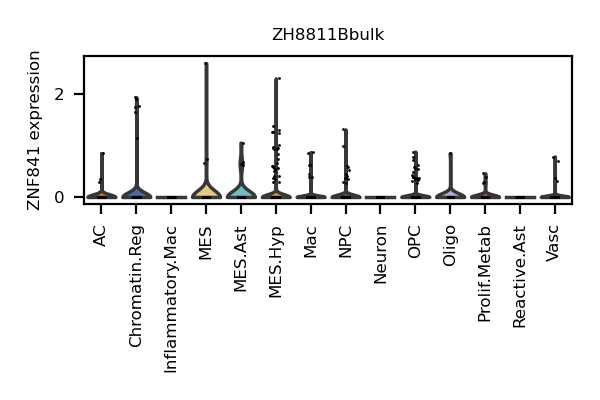 ZH8811Bbulk
ZNF841 expression
2
0
AC
Chromatin.Reg
Inflammatory.Mac
MES
MES.Ast
MES.Hyp
Mac
NPC
Neuron
OPC
Oligo
Prolif.Metab
Reactive.Ast
Vasc